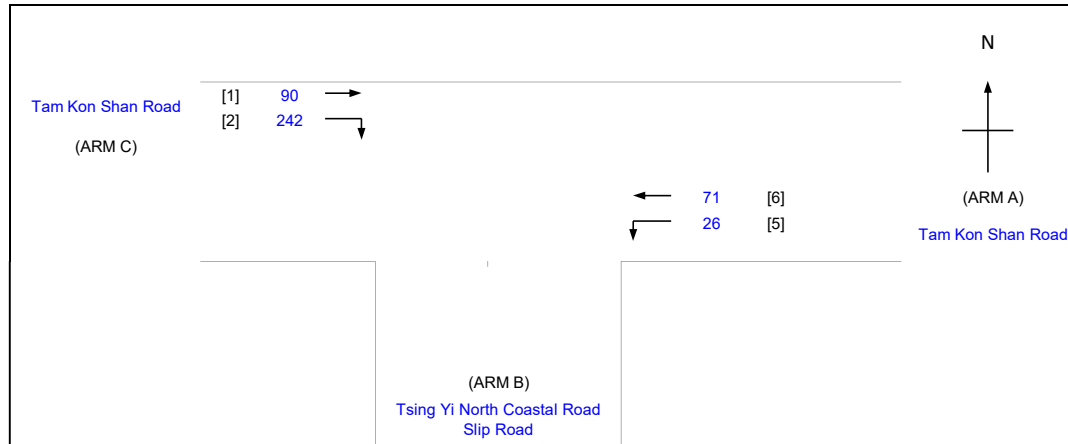 N
[1] 90
Tam Kon Shan Road
[2] 242
(ARM C)
71 [6]
(ARM A)
26 [5]
Tam Kon Shan Road
(ARM B)
Tsing Yi North Coastal Road
Slip Road